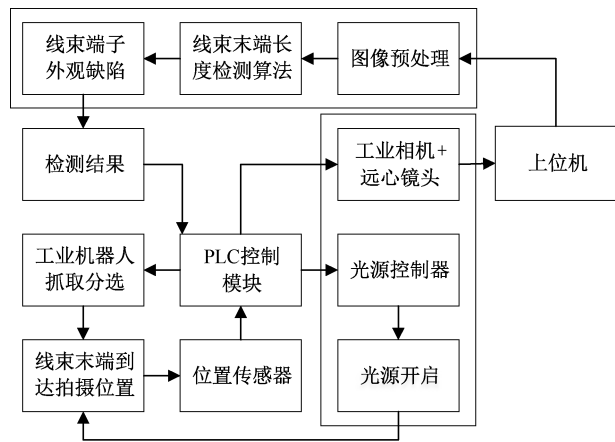 线束端子
外观缺陷
线束末端长
度检测算法
图像预处理
检测结果
工业相机+
远心镜头
上位机
工业机器人
抓取分选
PLC控制
模块
光源控制器
线束末端到
达拍摄位置
位置传感器
光源开启